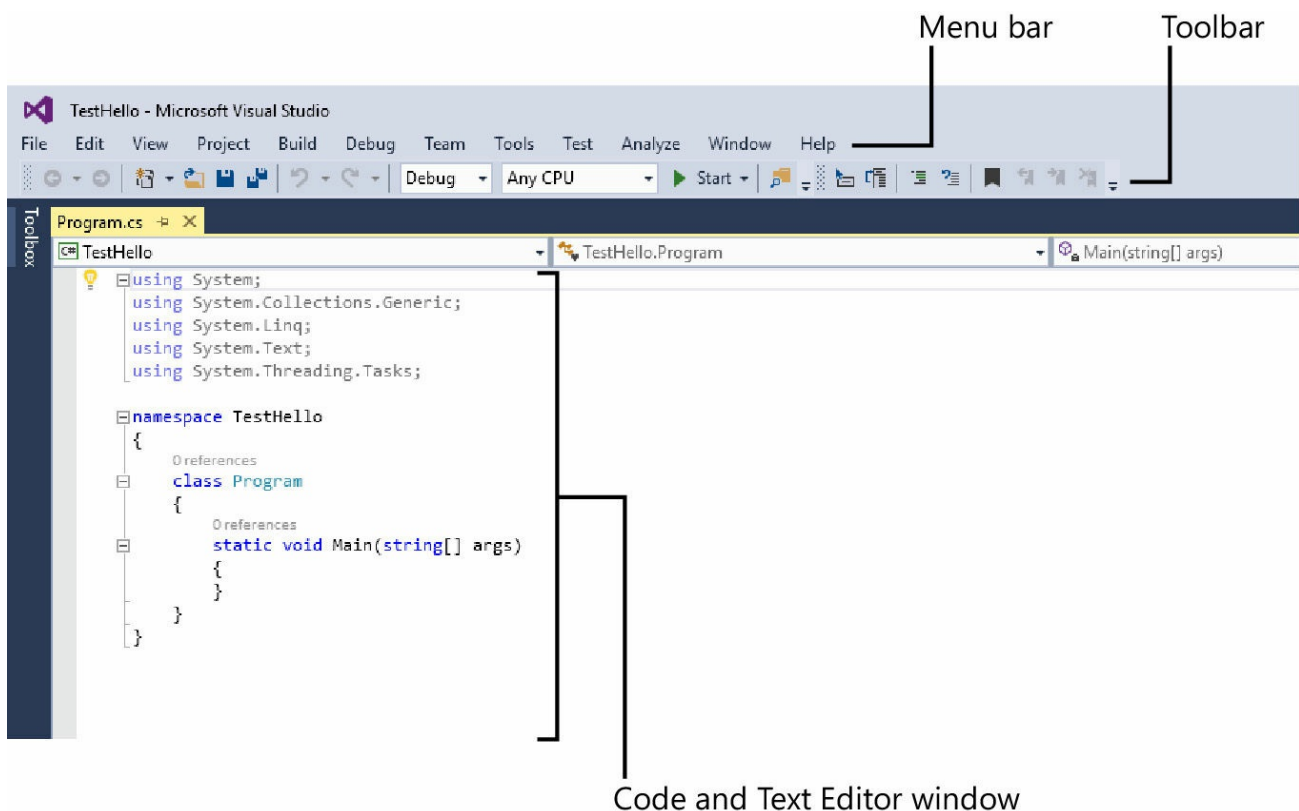 Menu bar Toolbar
TestHello - Microsoft Visual Studio
File Edit View Project Build Debug Team Tools Test Analyze Window Help
Debug Any CPU Start
Toolbox
Program.cs
C# TestHello TestHello.Program Main(string[] args)
using System;
using System.Collections.Generic;
using System.Linq;
using System.Text;
using System.Threading.Tasks;
namespace TestHello
{
0 references
class Program
{
0 references
static void Main(string[] args)
{
}
}
}
Code and Text Editor window